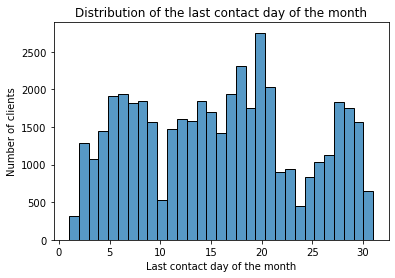 Distribution of the last contact day of the month
Number of clients
2500
2000
1500
1000
500
0
0 5 10 15 20 25 30
Last contact day of the month